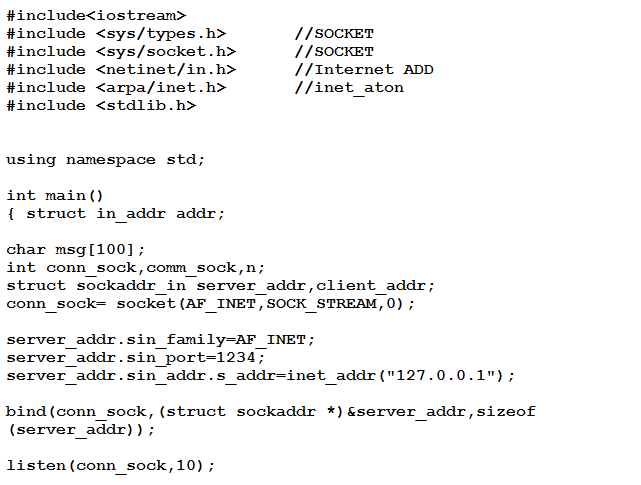 #include<iostream>
#include <sys/types.h> //SOCKET
#include <sys/socket.h> //SOCKET
#include <netinet/in.h> //Internet ADD
#include <arpa/inet.h> //inet_aton
#include <stdlib.h>
using namespace std;
int main()
{ struct in_addr addr;
char msg[100];
int conn_sock,comm_sock,n;
struct sockaddr_in server_addr,client_addr;
conn_sock= socket(AF_INET,SOCK_STREAM,0);
server_addr.sin_family=AF_INET;
server_addr.sin_port=1234;
server_addr.sin_addr.s_addr=inet_addr("127.0.0.1");
bind(conn_sock,(struct sockaddr *)&server_addr,sizeof
(server_addr));
listen(conn_sock,10);